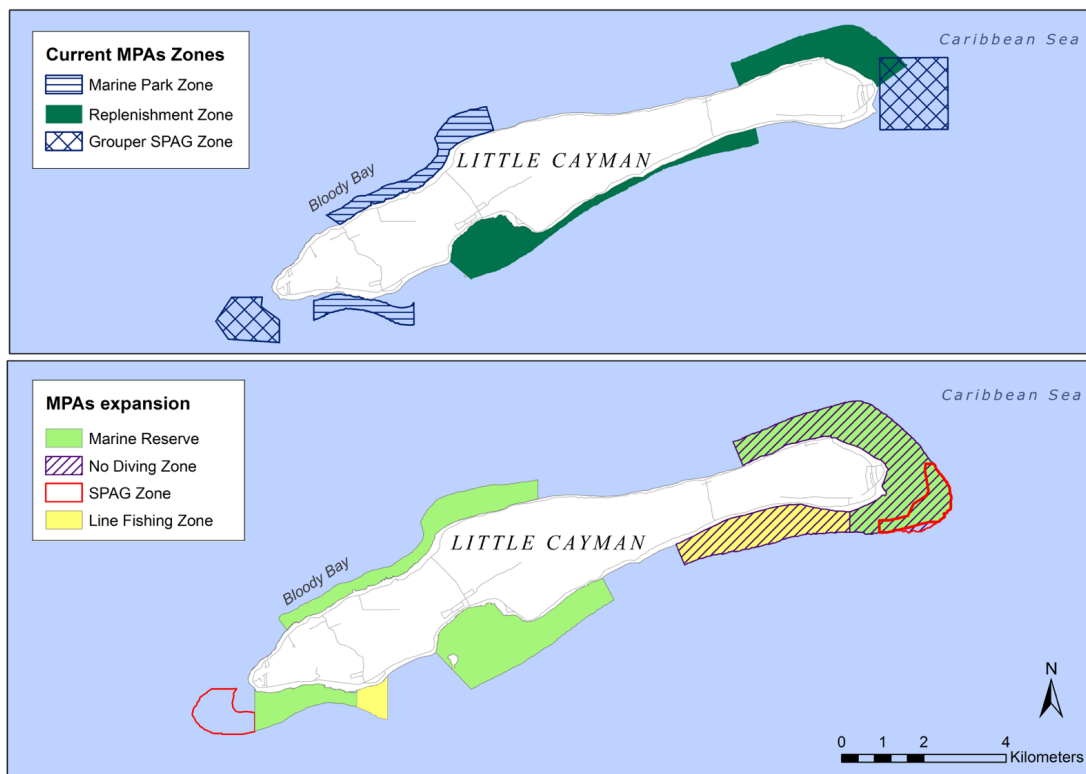 Current MPAs Zones
Marine Park Zone
Replenishment Zone
Grouper SPAG Zone
Caribbean Sea
LITTLE CAYMAN
Bloody Bay
MPAs expansion
Marine Reserve
No Diving Zone
SPAG Zone
Line Fishing Zone
Caribbean Sea
LITTLE CAYMAN
Bloody Bay
N
0 1 2 4
Kilometers